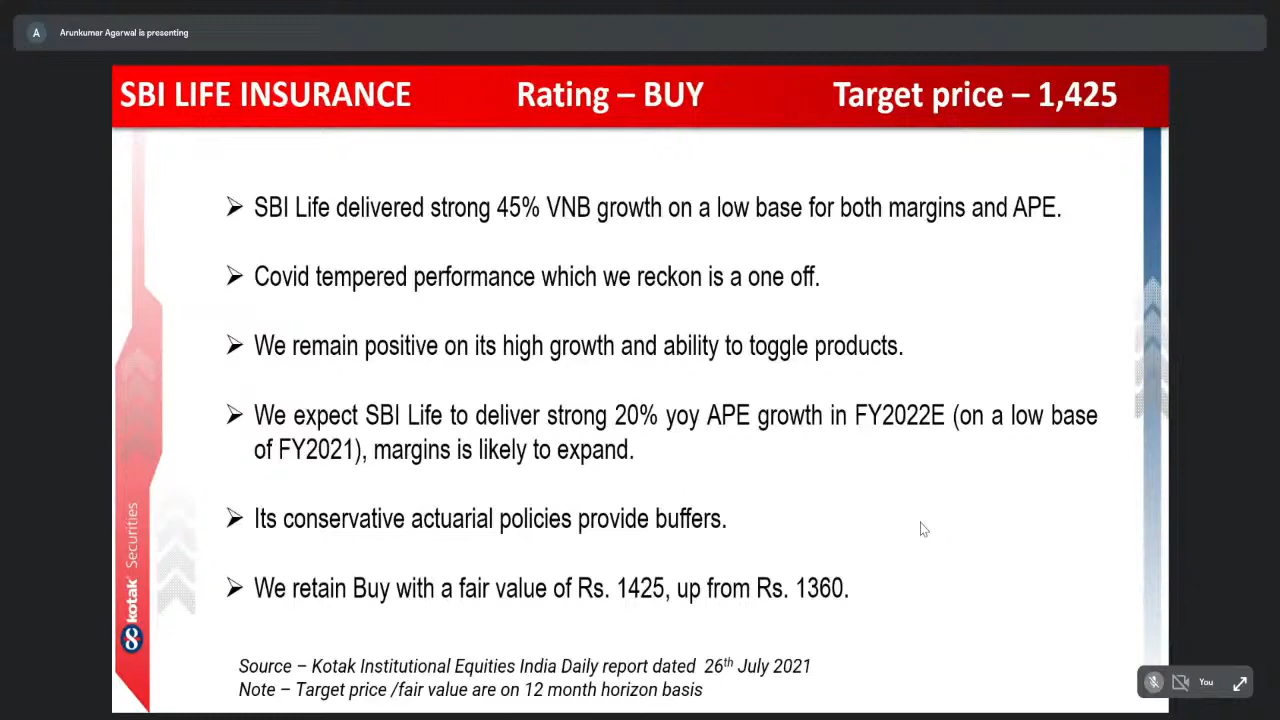 A Arunkumar Agarwal is presenting
SBI LIFE INSURANCE Rating – BUY Target price – 1,425
➢ SBI Life delivered strong 45% VNB growth on a low base for both margins and APE.
➢ Covid tempered performance which we reckon is a one off.
➢ We remain positive on its high growth and ability to toggle products.
➢ We expect SBI Life to deliver strong 20% yoy APE growth in FY2022E (on a low base
of FY2021), margins is likely to expand.
➢ Its conservative actuarial policies provide buffers.
➢ We retain Buy with a fair value of Rs. 1425, up from Rs. 1360.
kotak Securities
Source – Kotak Institutional Equities India Daily report dated 26th July 2021
Note – Target price /fair value are on 12 month horizon basis
You